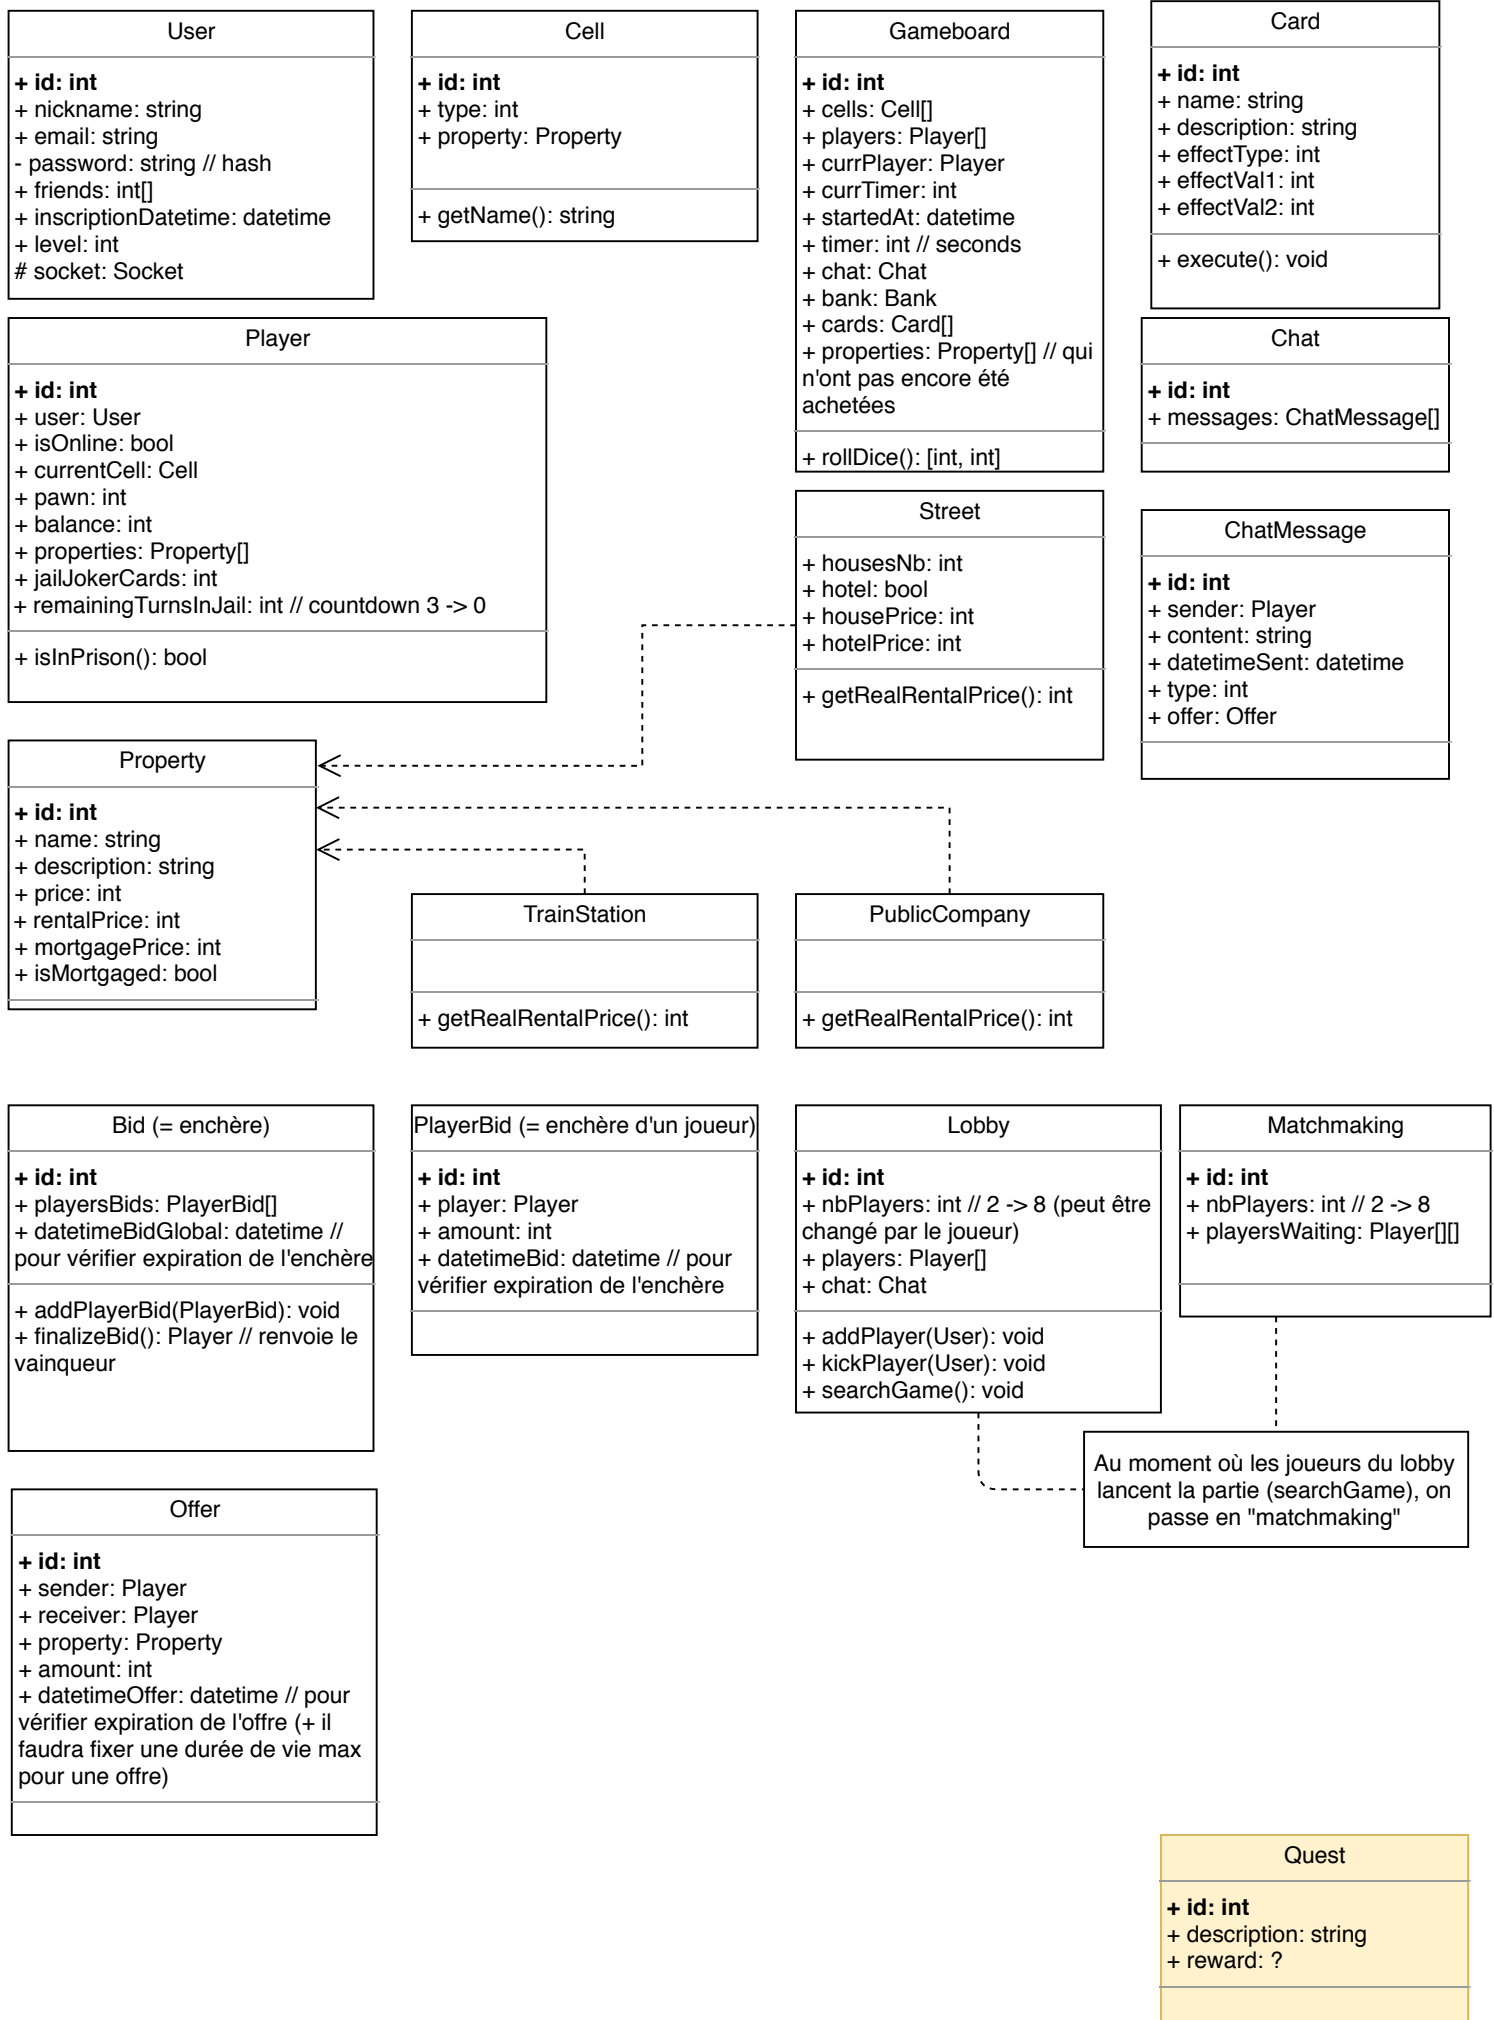 User
+ id: int
+ nickname: string
+ email: string
- password: string // hash
+ friends: int[]
+ inscriptionDatetime: datetime
+ level: int
# socket: Socket
Cell
+ id: int
+ type: int
+ property: Property
+ getName(): string
Gameboard
+ id: int
+ cells: Cell[]
+ players: Player[]
+ currPlayer: Player
+ currTimer: int
+ startedAt: datetime
+ timer: int // seconds
+ chat: Chat
+ bank: Bank
+ cards: Card[]
+ properties: Property[] // qui
n'ont pas encore été
achetées
+ rollDice(): [int, int]
Card
+ id: int
+ name: string
+ description: string
+ effectType: int
+ effectVal1: int
+ effectVal2: int
+ execute(): void
Player
+ id: int
+ user: User
+ isOnline: bool
+ currentCell: Cell
+ pawn: int
+ balance: int
+ properties: Property[]
+ jailJokerCards: int
+ remainingTurnsInJail: int // countdown 3 -> 0
+ isInPrison(): bool
Chat
+ id: int
+ messages: ChatMessage[]
Street
+ housesNb: int
+ hotel: bool
+ housePrice: int
+ hotelPrice: int
+ getRealRentalPrice(): int
ChatMessage
+ id: int
+ sender: Player
+ content: string
+ datetimeSent: datetime
+ type: int
+ offer: Offer
Property
+ id: int
+ name: string
+ description: string
+ price: int
+ rentalPrice: int
+ mortgagePrice: int
+ isMortgaged: bool
TrainStation
+ getRealRentalPrice(): int
PublicCompany
+ getRealRentalPrice(): int
Bid (= enchère)
+ id: int
+ playersBids: PlayerBid[]
+ datetimeBidGlobal: datetime //
pour vérifier expiration de l'enchère
+ addPlayerBid(PlayerBid): void
+ finalizeBid(): Player // renvoie le
vainqueur
PlayerBid (= enchère d'un joueur)
+ id: int
+ player: Player
+ amount: int
+ datetimeBid: datetime // pour
vérifier expiration de l'enchère
Lobby
+ id: int
+ nbPlayers: int // 2 -> 8 (peut être
changé par le joueur)
+ players: Player[]
+ chat: Chat
+ addPlayer(User): void
+ kickPlayer(User): void
+ searchGame(): void
Matchmaking
+ id: int
+ nbPlayers: int // 2 -> 8
+ playersWaiting: Player[][]
Au moment où les joueurs du lobby
lancent la partie (searchGame), on
passe en "matchmaking"
Offer
+ id: int
+ sender: Player
+ receiver: Player
+ property: Property
+ amount: int
+ datetimeOffer: datetime // pour
vérifier expiration de l'offre (+ il
faudra fixer une durée de vie max
pour une offre)
Quest
+ id: int
+ description: string
+ reward: ?